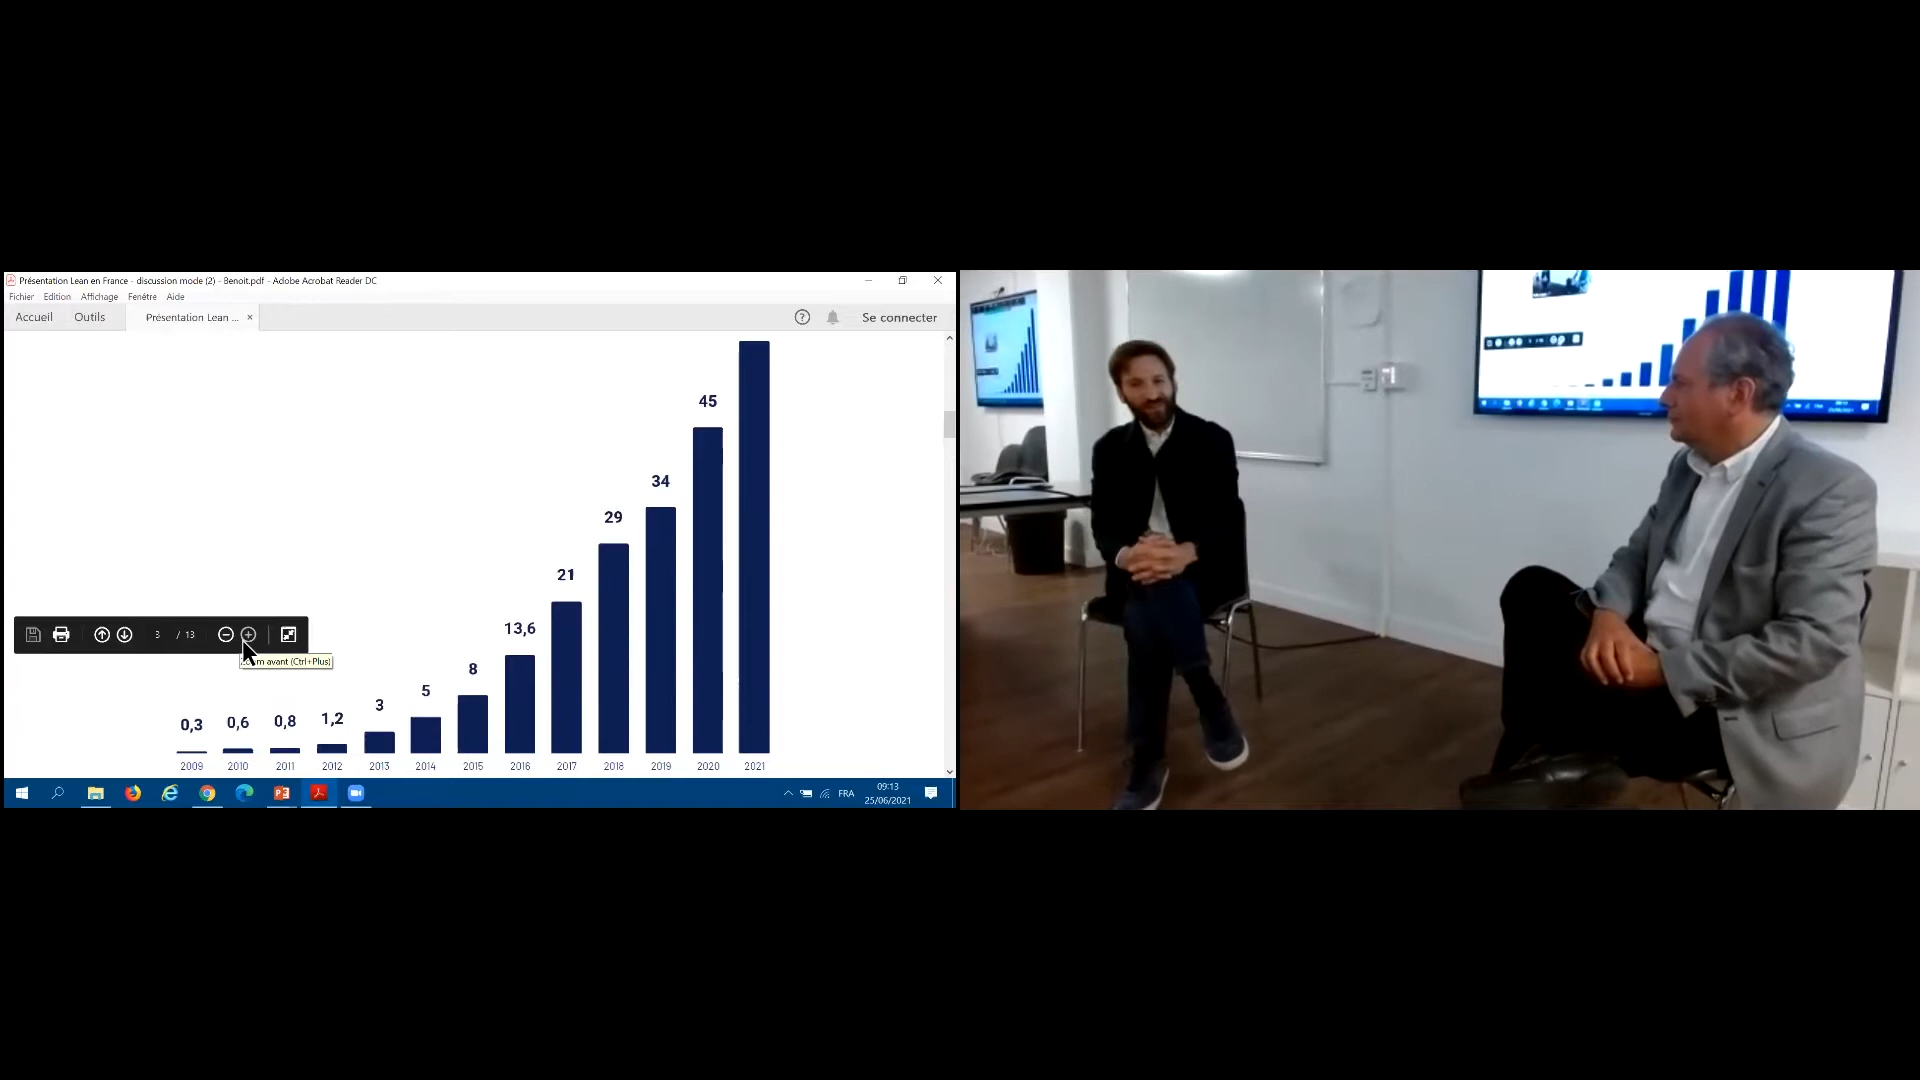 Présentation Lean en France - discussion mode (2) - Benoit.pdf - Adobe Acrobat Reader DC
Fichier Edition Affichage Fenêtre Aide
Accueil Outils Présentation Lean ... × Se connecter
45
34
29
21
13,6
8
5
3
1,2
0,8
0,6
0,3
3 / 13
avant (Ctrl+Plus)
2009 2010 2011 2012 2013 2014 2015 2016 2017 2018 2019 2020 2021
FRA
09:13
25/06/2021